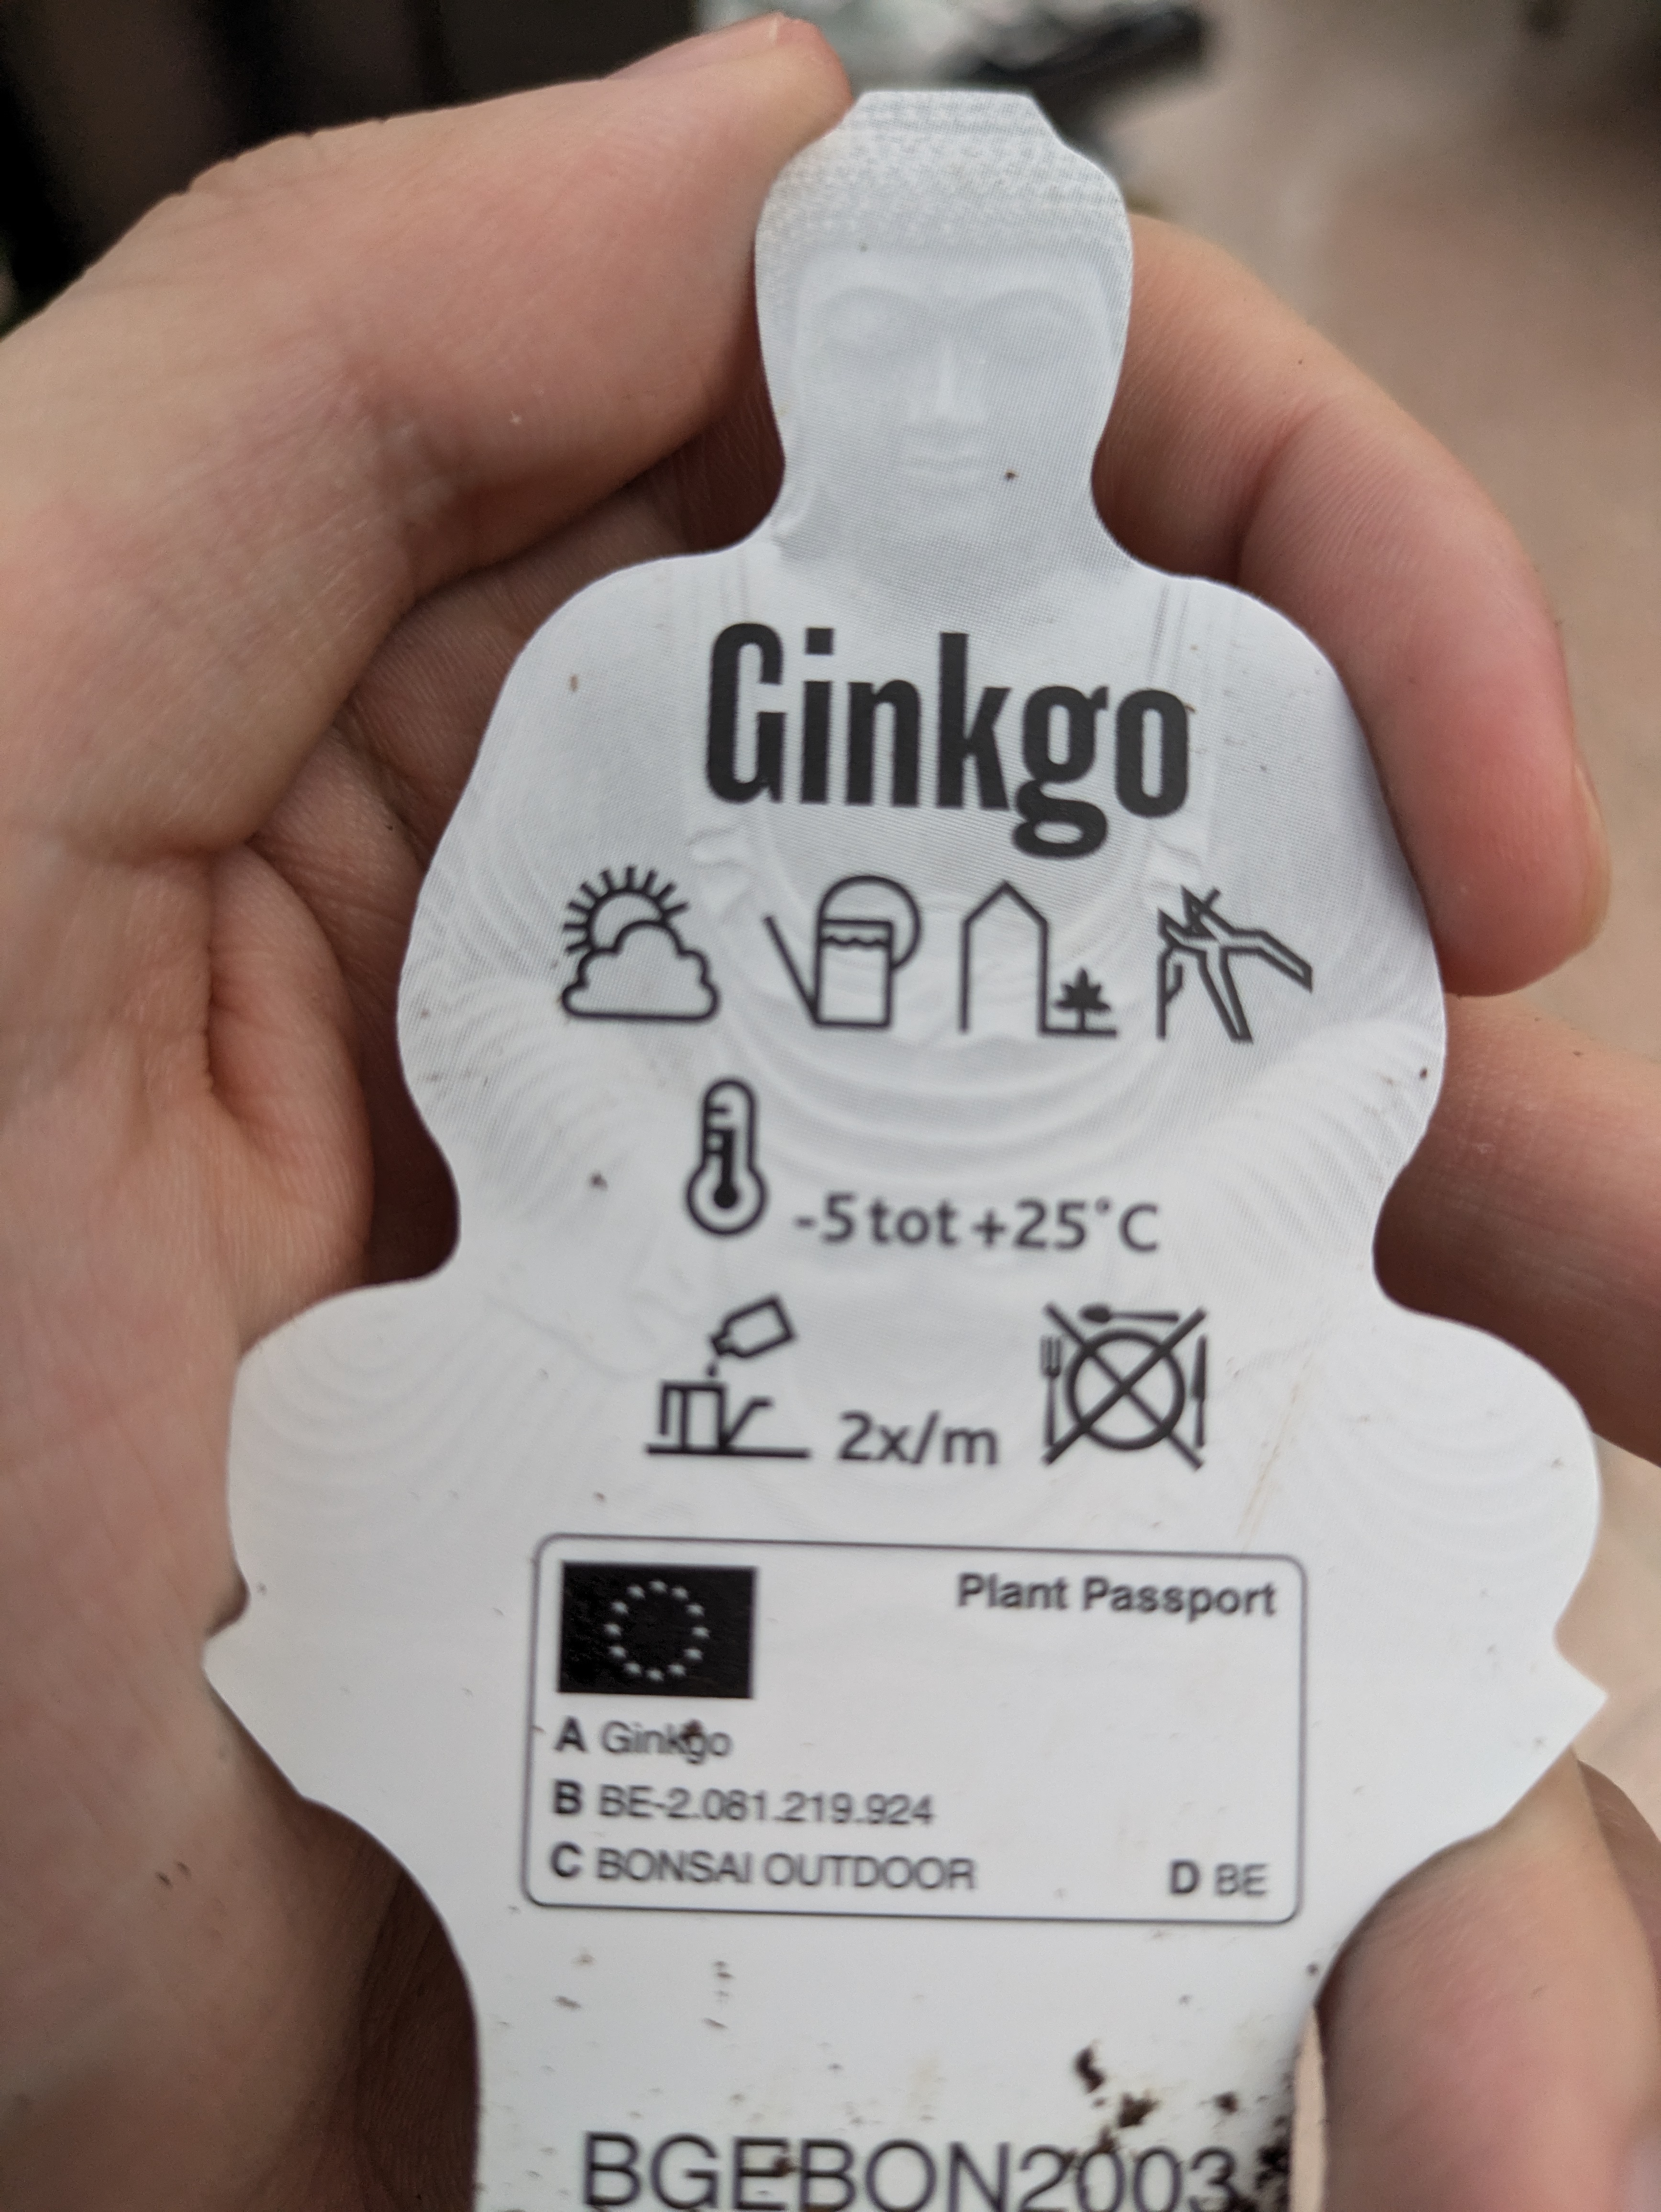 Ginkgo
-5 tot +25°C
2x/m
Plant Passport
A Ginkgo
B BE-2.081.219.924
C BONSAI OUTDOOR D BE
BGEBON2003